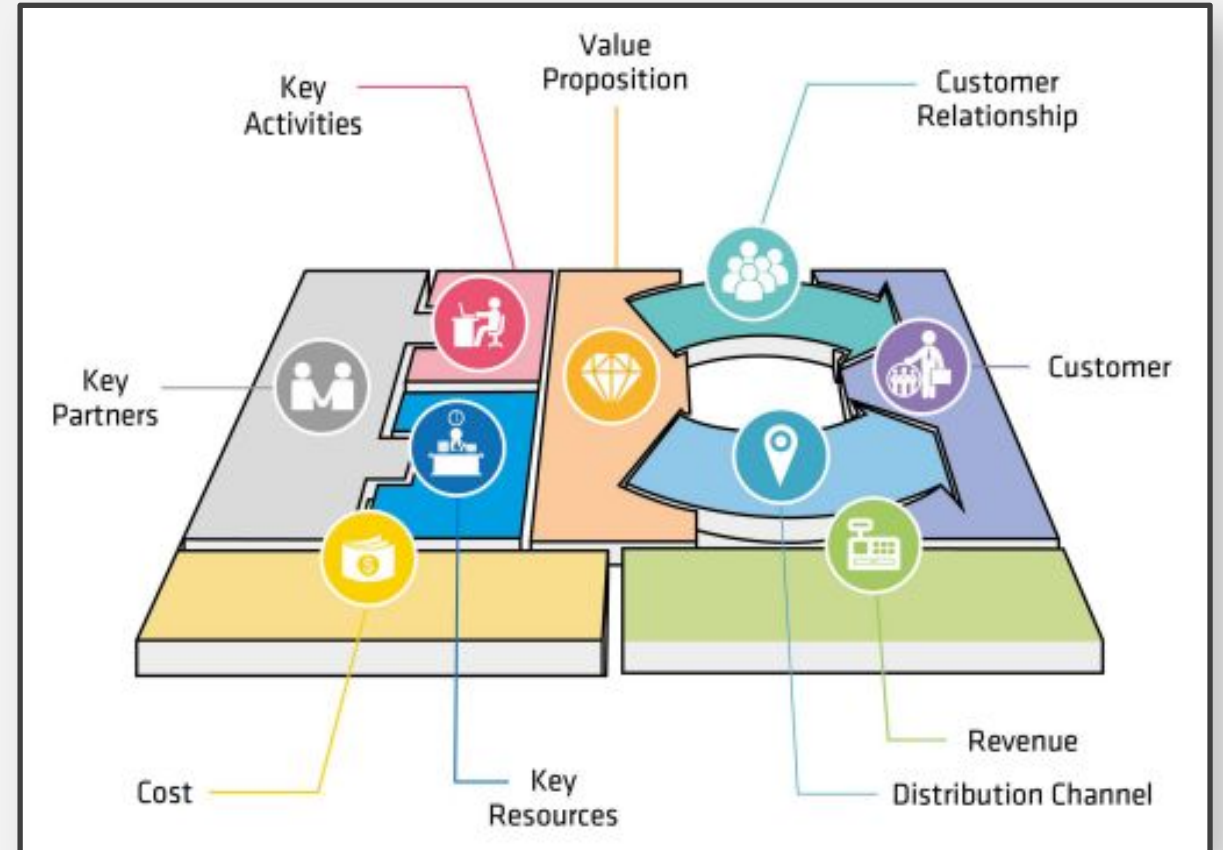 Value
Proposition
Key
Activities
Customer
Relationship
Key
Partners
Customer
$
Revenue
Cost
Key
Resources
Distribution Channel